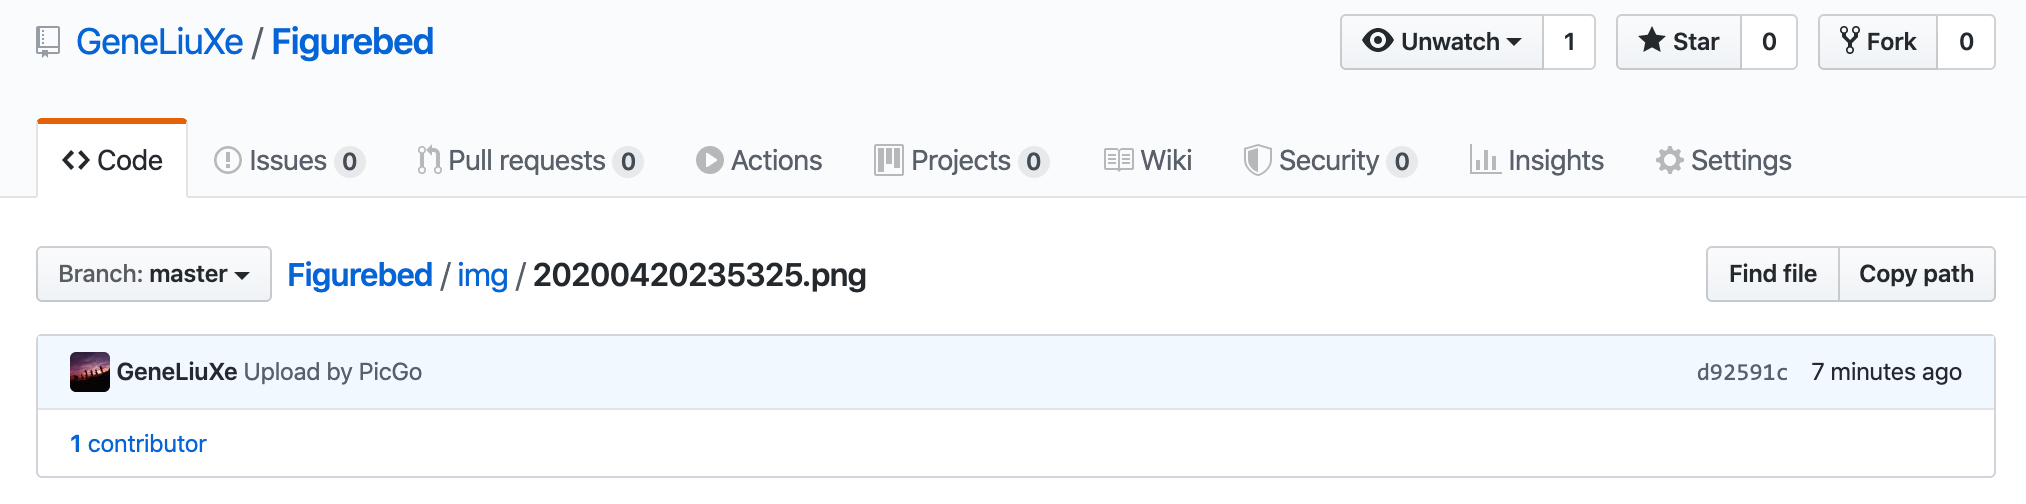 GeneLiuXe / Figurebed Unwatch 1 Star 0 Fork 0
Code Issues 0 Pull requests 0 Actions Projects 0 Wiki Security 0 Insights Settings
Branch: master Figurebed / img / 20200420235325.png Find file Copy path
GeneLiuXe Upload by PicGo d92591c 7 minutes ago
1 contributor